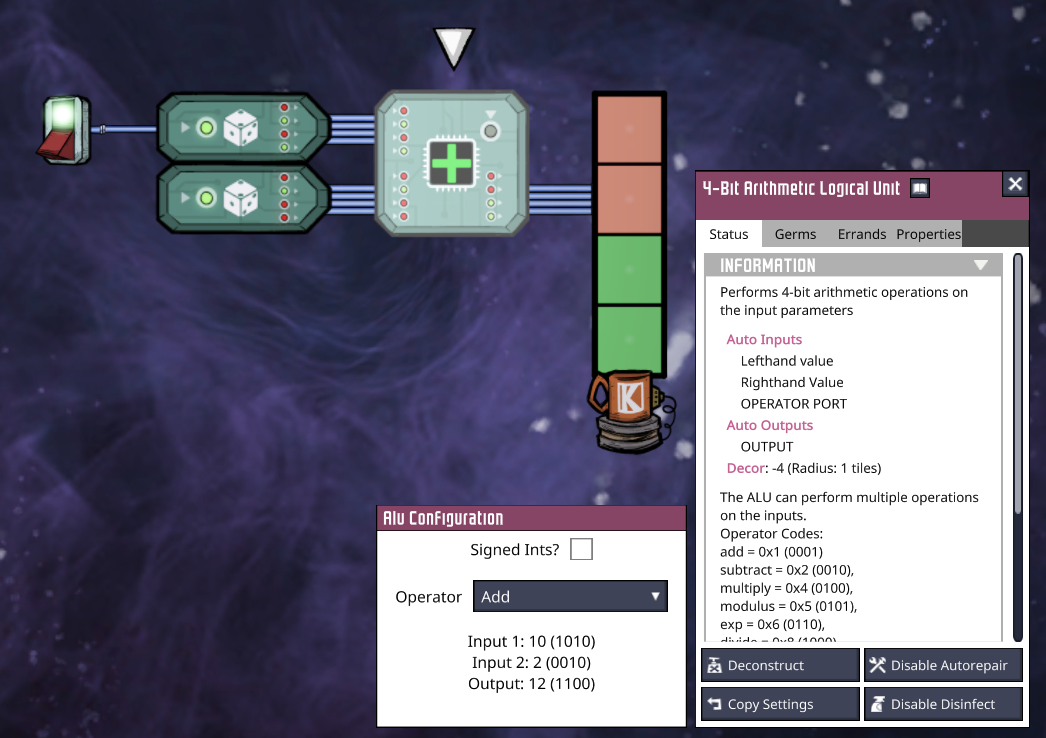 4-Bit Arithmetic Logical Unit
Status Germs Errands Properties
INFORMATION
Performs 4-bit arithmetic operations on
the input parameters
Auto Inputs
Lefthand value
Righthand Value
OPERATOR PORT
Auto Outputs
OUTPUT
Decor: -4 (Radius: 1 tiles)
The ALU can perform multiple operations
on the inputs.
Operator Codes:
add = 0x1 (0001)
subtract = 0x2 (0010),
multiply = 0x4 (0100),
modulus = 0x5 (0101),
exp = 0x6 (0110),
divide = 0x8 (1000)
Deconstruct
Disable Autorepair
Copy Settings
Disable Disinfect
Alu Configuration
Signed Ints?
Operator Add
Input 1: 10 (1010)
Input 2: 2 (0010)
Output: 12 (1100)
K